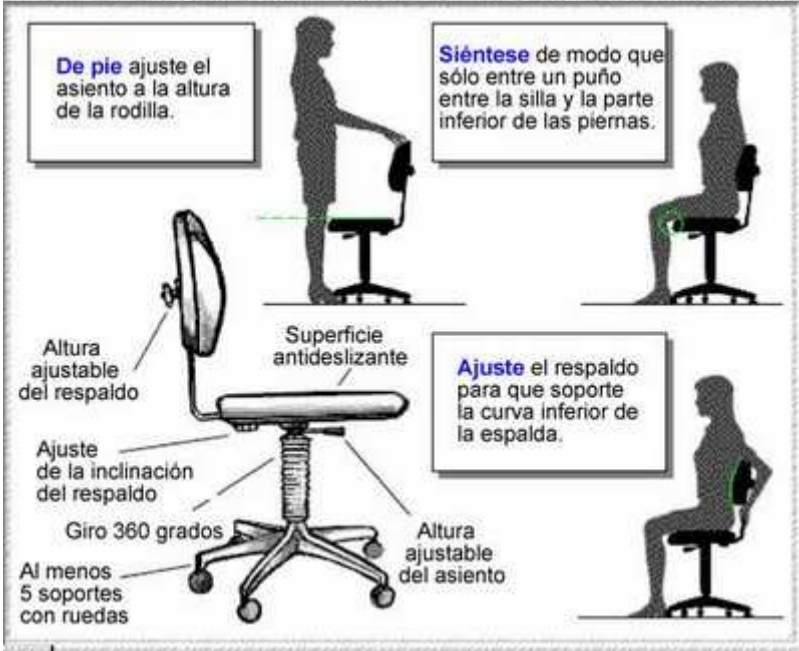 De pie ajuste el
asiento a la altura
de la rodilla.
Siéntese de modo que
sólo entre un puño
entre la silla y la parte
inferior de las piernas.
Altura
ajustable
del respaldo
Superficie
antideslizante
Ajuste el respaldo
para que soporte
la curva inferior de
la espalda.
Ajuste
de la inclinación
del respaldo
Giro 360 grados
Altura
ajustable
del asiento
Al menos
5 soportes
con ruedas